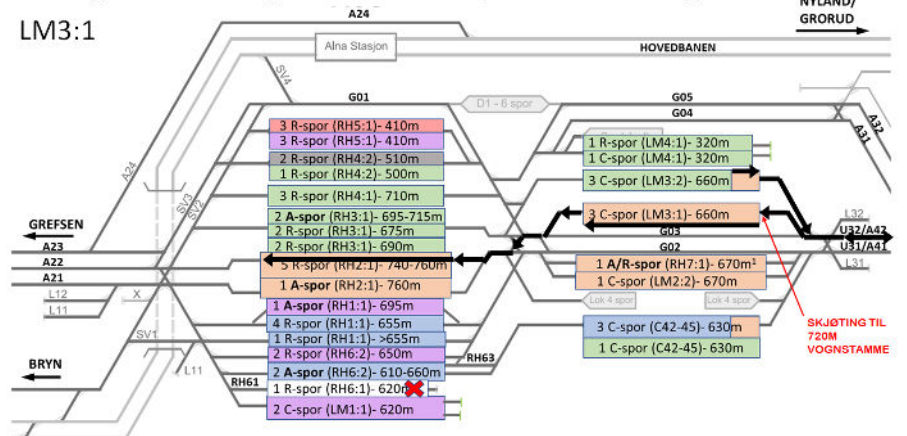 LM3:1
A24
NYLAND/
GRORUD
Alna Stasjon
HOVEDBANEN
SV4
G01
D1 - 6 spor
G05
G04
A32
A31
A24
3 R-spor (RH5:1)- 410m
3 R-spor (RH5:1)- 410m
2 R-spor (RH4:2)- 510m
1 R-spor (RH4:2)- 500m
3 R-spor (RH4:1)- 710m
2 A-spor (RH3:1)- 695-715m
2 R-spor (RH3:1)- 675m
2 R-spor (RH3:1)- 690m
5 R-spor (RH2:1)- 740-760m
1 A-spor (RH2:1)- 760m
1 A-spor (RH1:1)- 695m
4 R-spor (RH1:1)- 655m
1 R-spor (RH1:1)- >655m
2 R-spor (RH6:2)- 650m
2 A-spor (RH6:2)- 610-660m
1 R-spor (RH6:1)- 620m
2 C-spor (LM1:1)- 620m
1 R-spor (LM4:1)- 320m
1 C-spor (LM4:1)- 320m
3 C-spor (LM3:2)- 660m
3 C-spor (LM3:1)- 660m
G03
G02
1 A/R-spor (RH7:1)- 670m¹
1 C-spor (LM2:2)- 670m
Lok 4 spor
Lok 4 spor
3 C-spor (C42-45)- 630m
1 C-spor (C42-45)- 630m
SV3
SV2
GREFSEN
A23
A22
A21
L12
L11
X
SV1
L11
BRYN
RH61
RH63
L32
U32/A42
U31/A41
L31
SKJØTING TIL
720M
VOGNSTAMME